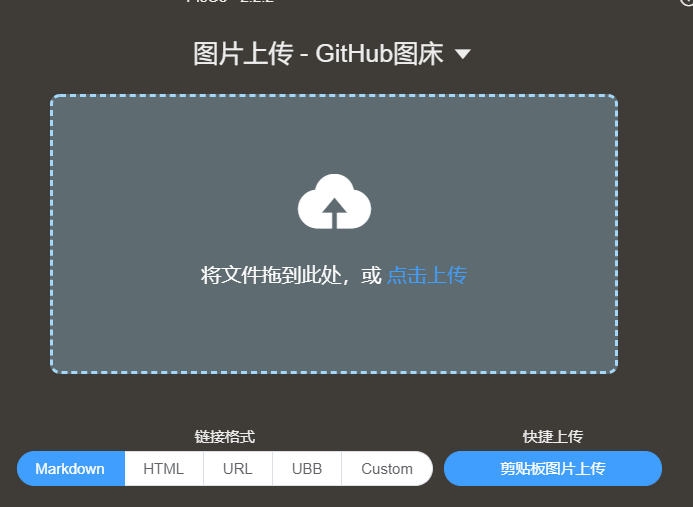 图片上传 - GitHub图床
将文件拖到此处，或 点击上传
链接格式
快捷上传
Markdown HTML URL UBB Custom
剪贴板图片上传